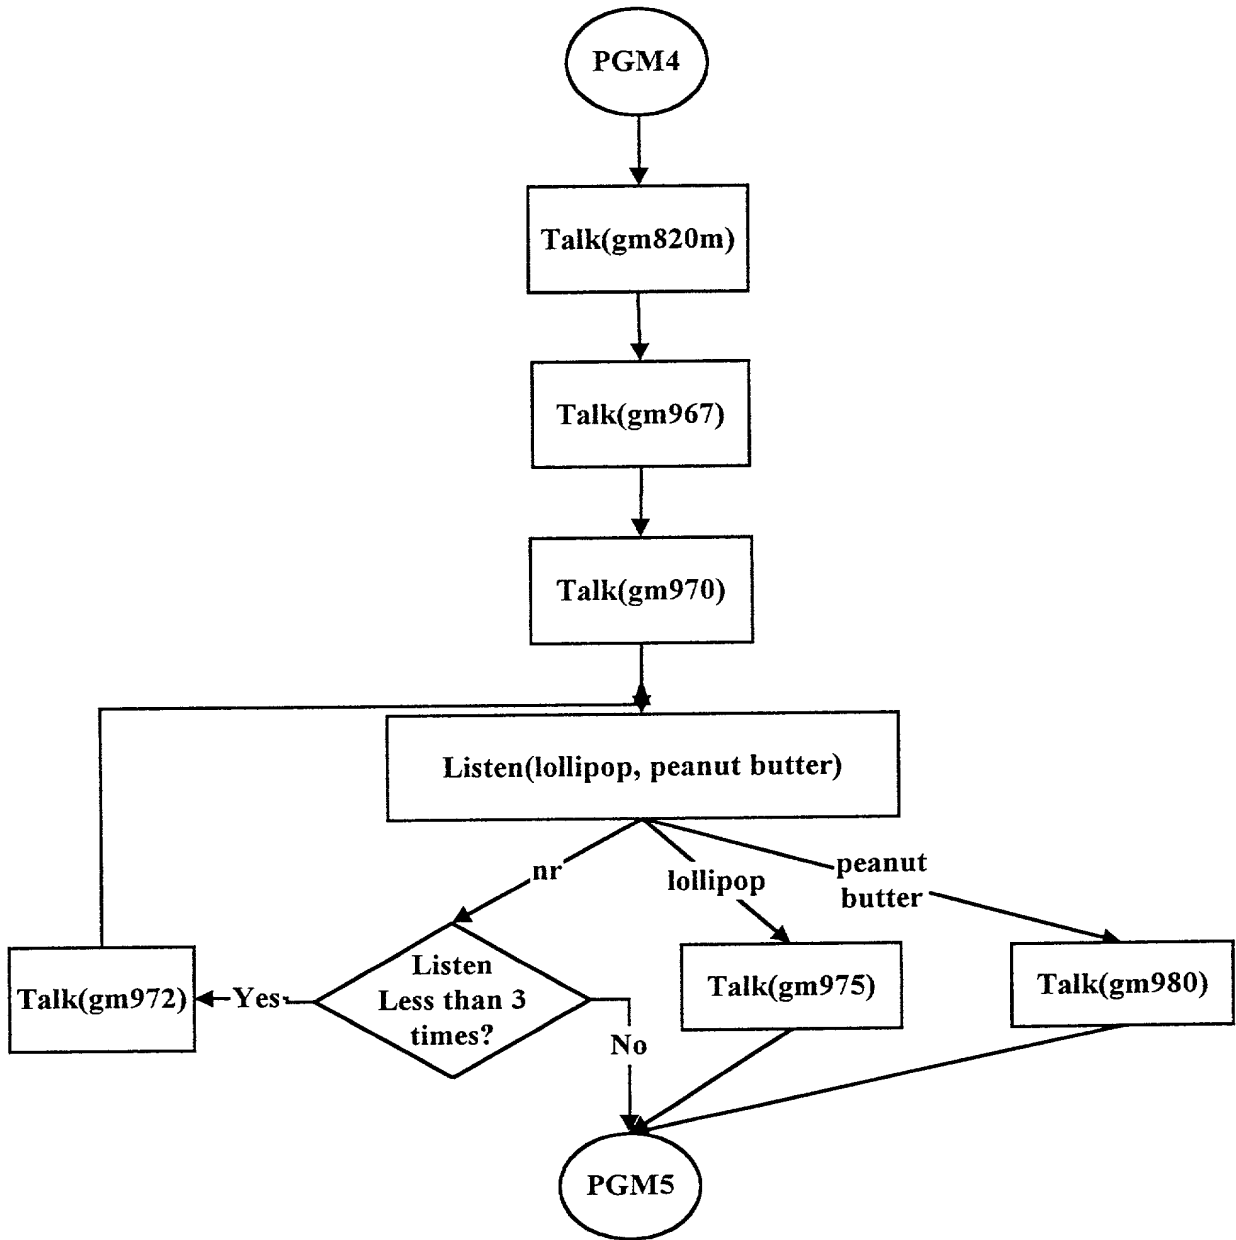 PGM4
Talk(gm820m)
Talk(gm967)
Talk(gm970)
Listen(lollipop, peanut butter)
nr
lollipop
peanut
butter
Talk(gm972)
Yes
Listen
Less than 3
times?
No
Talk(gm975)
Talk(gm980)
PGM5